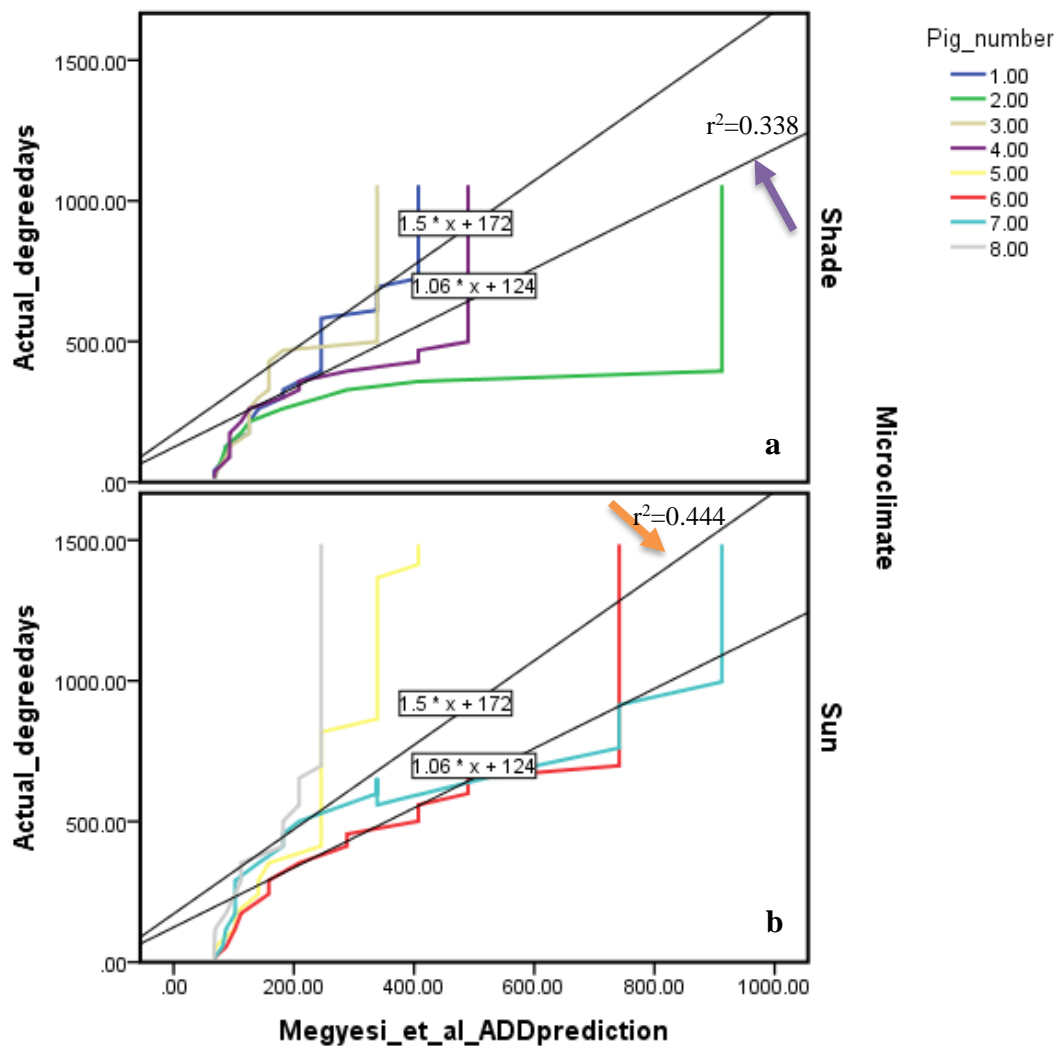 Pig_number
1.00
2.00
3.00
4.00
5.00
6.00
7.00
8.00
Actual_degreedays
1500.00
1000.00
500.00
.00
r²=0.338
1.5 * x + 172
1.06 * x + 124
a
Shade
Microclimate
Actual_degreedays
1500.00
1000.00
500.00
.00
r²=0.444
1.5 * x + 172
1.06 * x + 124
b
Sun
.00 200.00 400.00 600.00 800.00 1000.00
Megyesi_et_al_ADDprediction